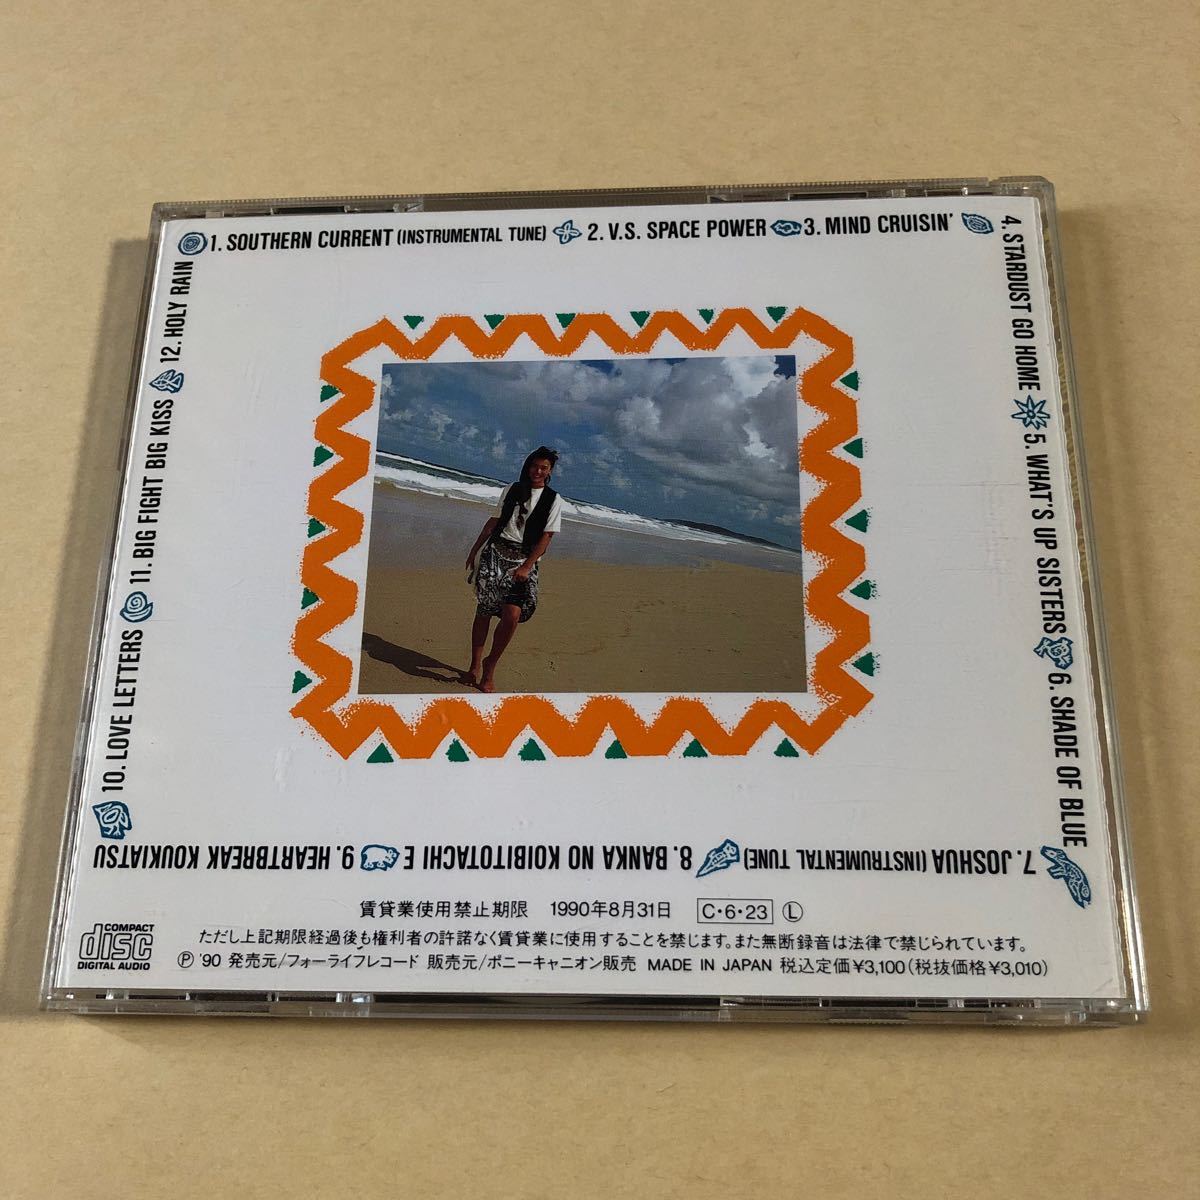 1. SOUTHERN CURRENT (INSTRUMENTAL TUNE) 2. V.S. SPACE POWER 3. MIND CRUISIN'
4. STARDUST GO HOME 5. WHAT'S UP SISTERS 6. SHADE OF BLUE
7. JOSHUA (INSTRUMENTAL TUNE) 8. BANKA NO KOIBITOTACHI E 9. HEARTBREAK KOUKIATSU
10. LOVE LETTERS 11. BIG FIGHT BIG KISS 12. HOLY RAIN
賃貸業使用禁止期限 1990年8月31日 C・6・23 Ⓛ
ただし上記期限経過後も権利者の許諾なく賃貸業に使用することを禁じます。また無断録音は法律で禁じられています。
Ⓟ '90 発売元/フォーライフレコード 販売元/ポニーキャニオン販売 MADE IN JAPAN 税込定価¥3,100(税抜価格¥3,010)
COMPACT
disc
DIGITAL AUDIO